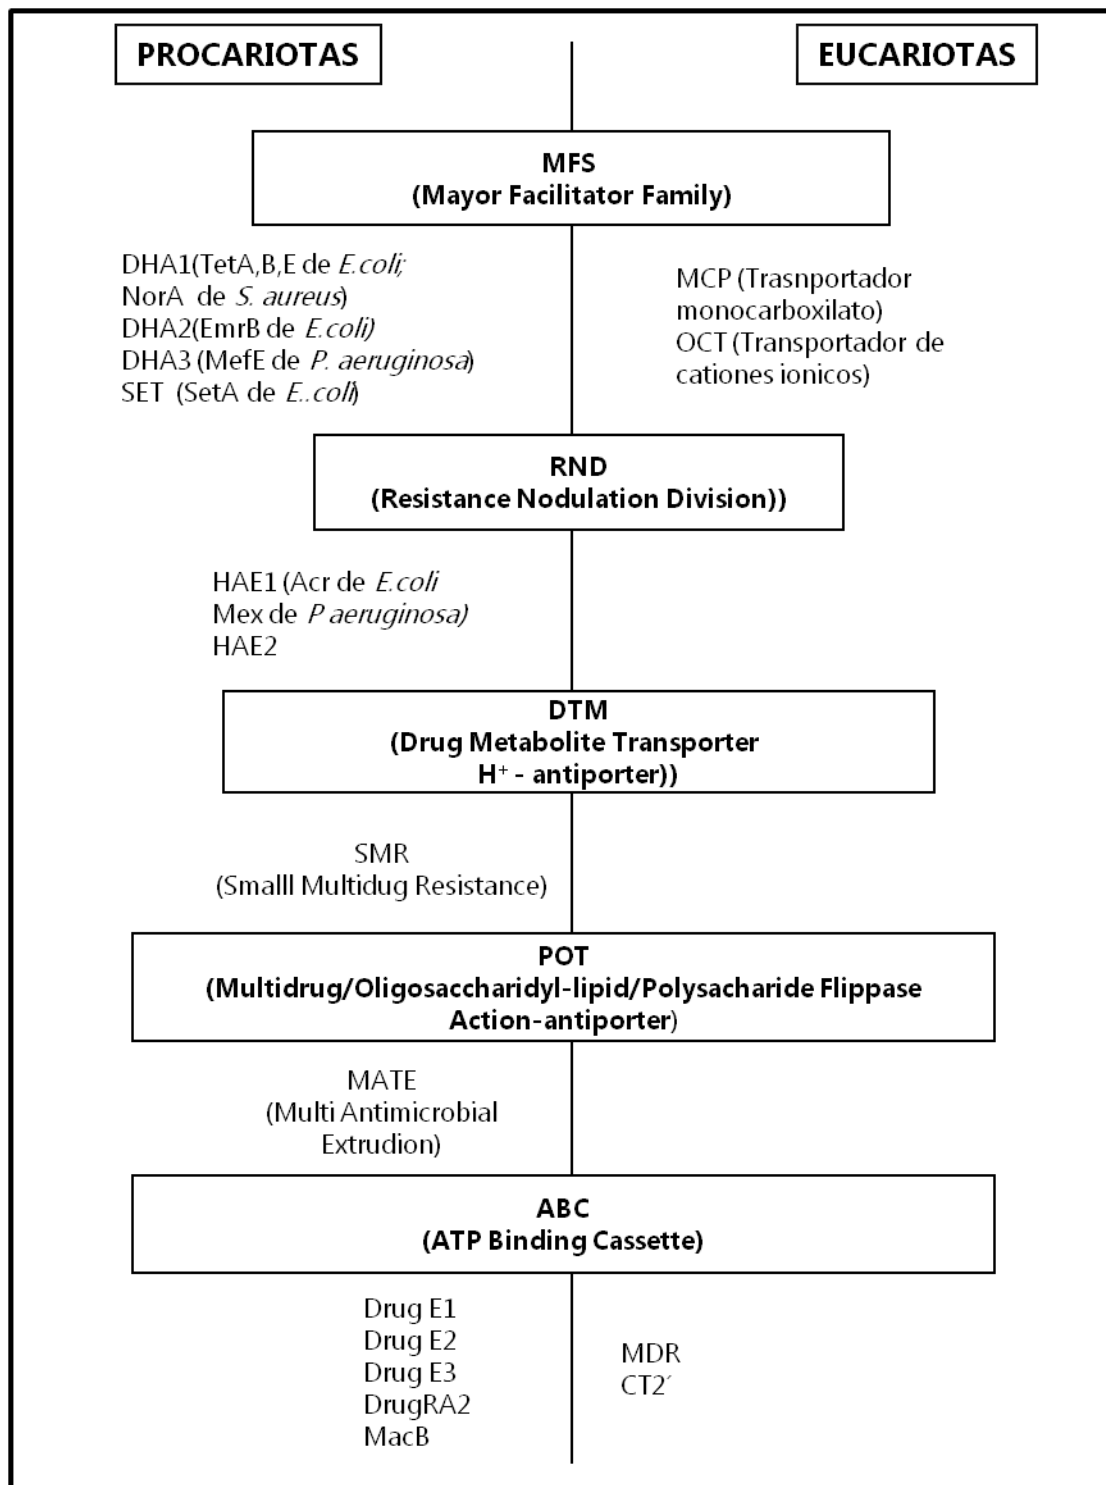 PROCARIOTAS
EUCARIOTAS
MFS
(Mayor Facilitator Family)
DHA1(TetA,B,E de E.coli;
NorA de S. aureus)
DHA2(EmrB de E.coli)
DHA3 (MefE de P. aeruginosa)
SET (SetA de E..coli)
MCP (Trasnportador
monocarboxilato)
OCT (Transportador de
cationes ionicos)
RND
(Resistance Nodulation Division))
HAE1 (Acr de E.coli
Mex de P aeruginosa)
HAE2
DTM
(Drug Metabolite Transporter
H⁺ - antiporter))
SMR
(Smalll Multidug Resistance)
POT
(Multidrug/Oligosaccharidyl-lipid/Polysacharide Flippase
Action-antiporter)
MATE
(Multi Antimicrobial
Extrudion)
ABC
(ATP Binding Cassette)
Drug E1
Drug E2
Drug E3
DrugRA2
MacB
MDR
CT2´